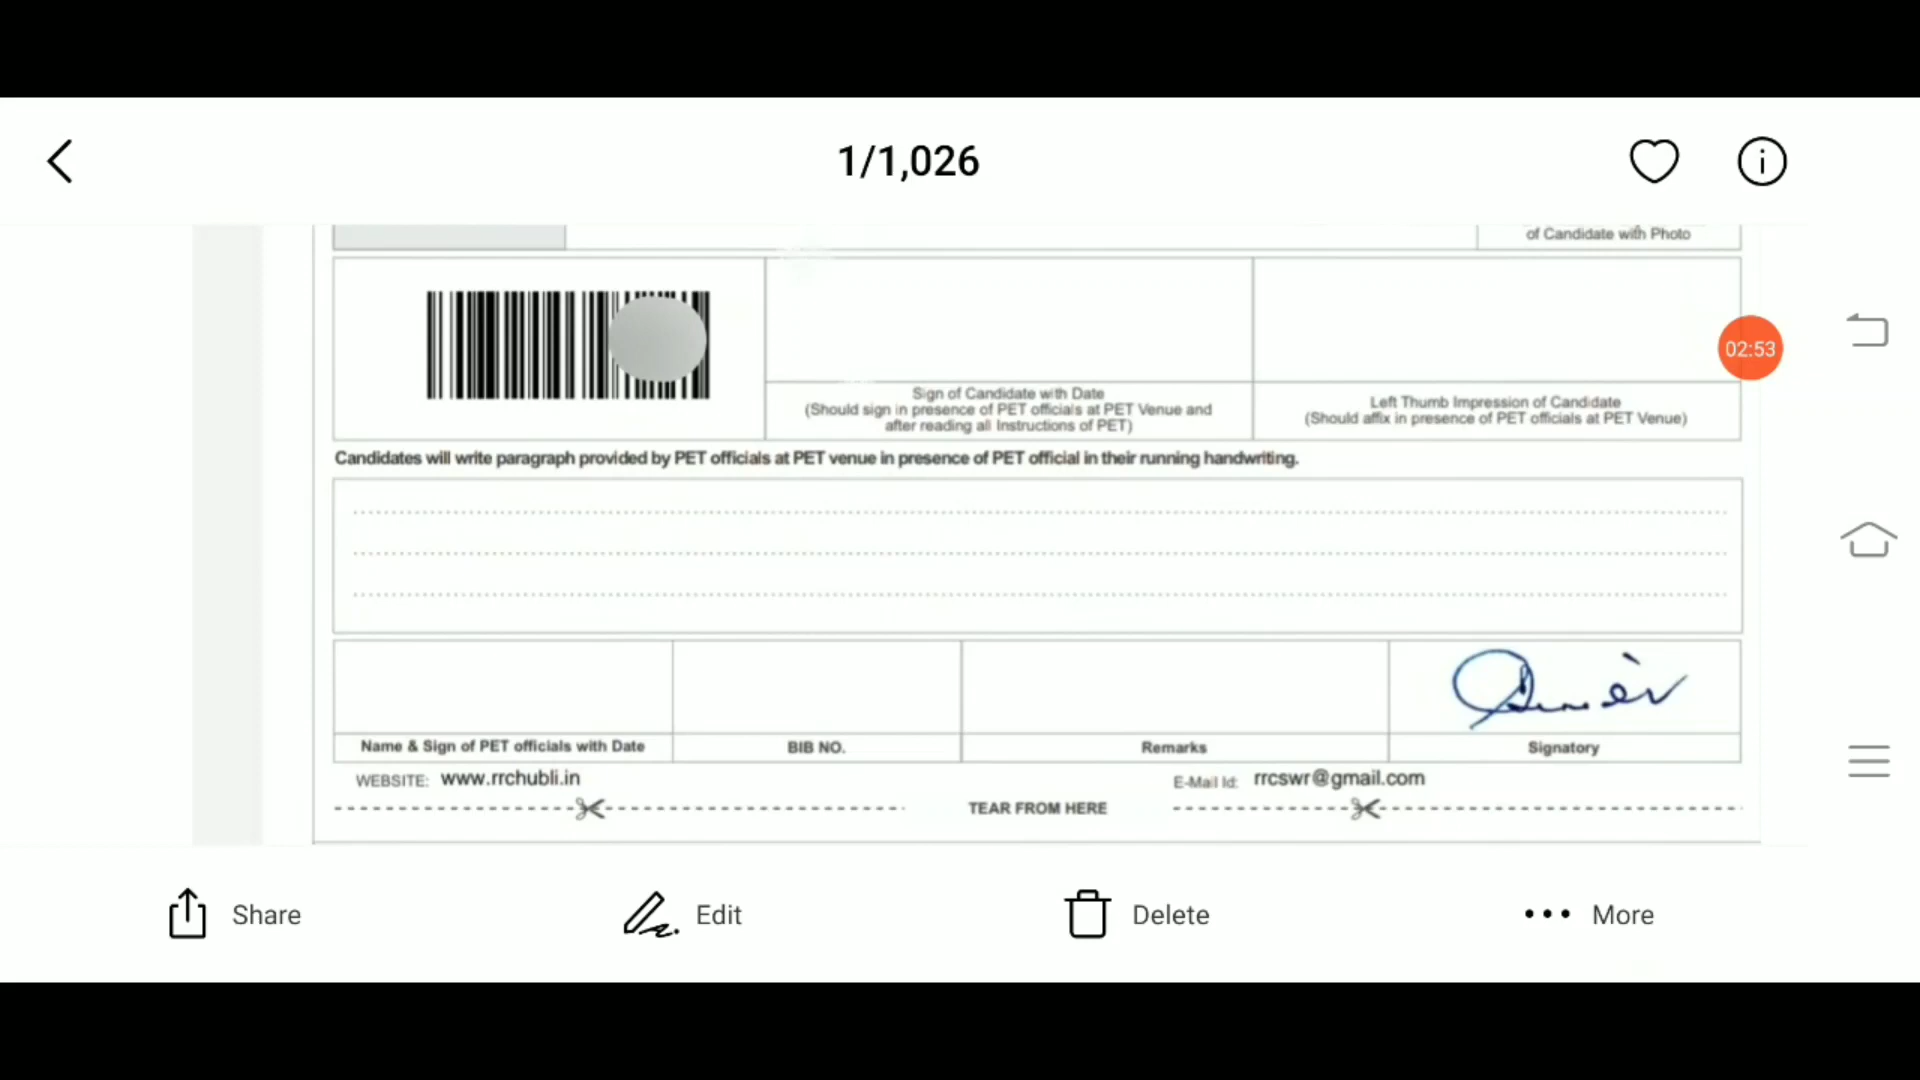 1/1,026
of Candidate with Photo
02:53
Sign of Candidate with Date
(Should sign in presence of PET officials at PET Venue and
after reading all Instructions of PET)
Left Thumb Impression of Candidate
(Should affix in presence of PET officials at PET Venue)
Candidates will write paragraph provided by PET officials at PET venue in presence of PET official in their running handwriting.
Name & Sign of PET officials with Date
BIB NO.
Remarks
Signatory
WEBSITE: www.rrchubli.in
E-Mail Id: rrcswr@gmail.com
TEAR FROM HERE
Share
Edit
Delete
More